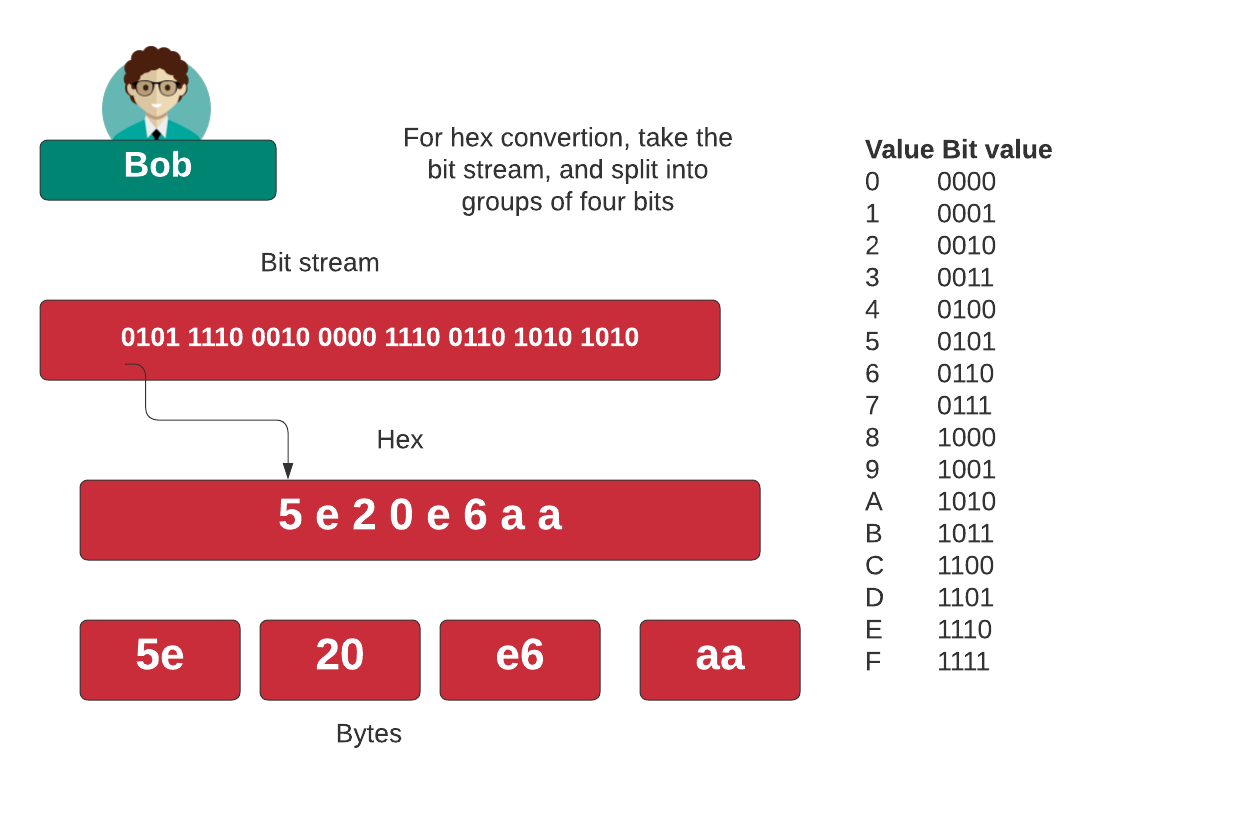 Bob
For hex convertion, take the
bit stream, and split into
groups of four bits
Bit stream
0101 1110 0010 0000 1110 0110 1010 1010
Hex
5 e 2 0 e 6 a a
5e
20
e6
aa
Bytes
Value Bit value
0 0000
1 0001
2 0010
3 0011
4 0100
5 0101
6 0110
7 0111
8 1000
9 1001
A 1010
B 1011
C 1100
D 1101
E 1110
F 1111